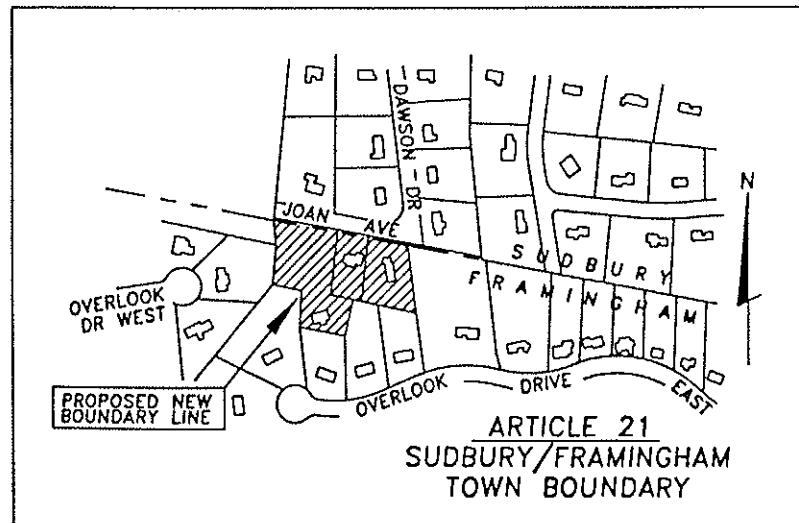 DAWSON DR
N
JOAN AVE
SUDBURY
FRAMINGHAM
OVERLOOK
DR WEST
PROPOSED NEW
BOUNDARY LINE
OVERLOOK DRIVE EAST
ARTICLE 21
SUDBURY/FRAMINGHAM
TOWN BOUNDARY